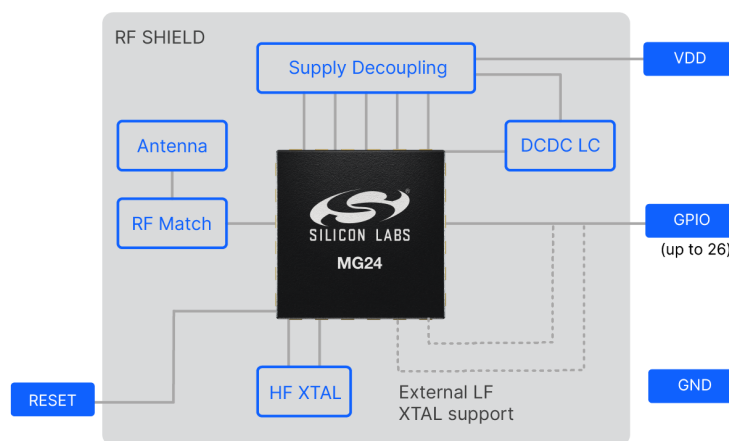 RF SHIELD
Supply Decoupling
VDD
Antenna
DCDC LC
RF Match
SILICON LABS
®
MG24
GPIO
(up to 26)
HF XTAL
External LF
XTAL support
RESET
GND